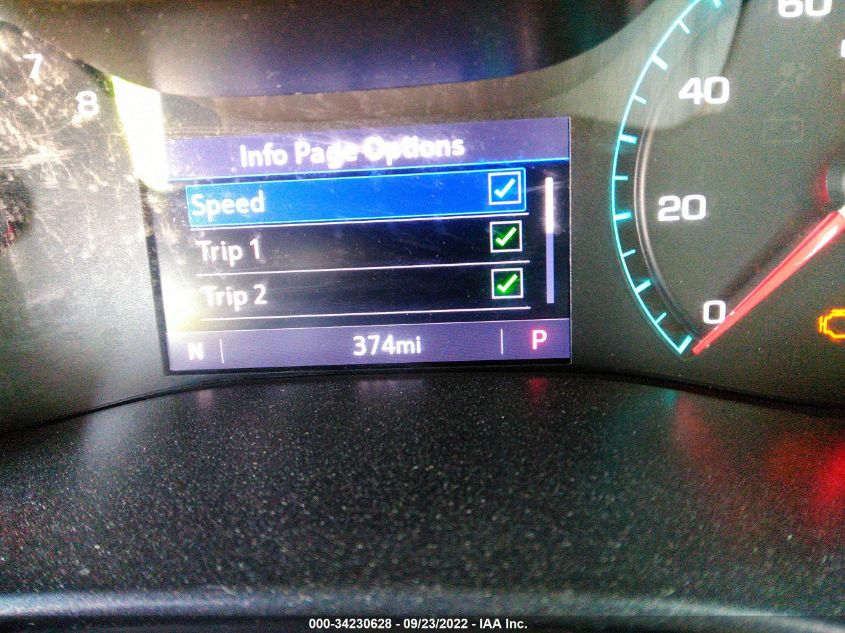 7
8
Info Page Options
Speed
Trip 1
Trip 2
N 374mi P
60
40
20
0
000-34230628 - 09/23/2022 - IAA Inc.